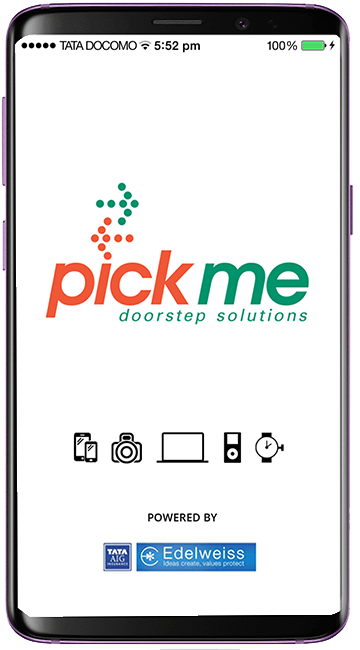 TATA DOCOMO 5:52 pm 100%
pick me
doorstep solutions
POWERED BY
TATA
AIG
INSURANCE
Edelweiss
Ideas create, values protect